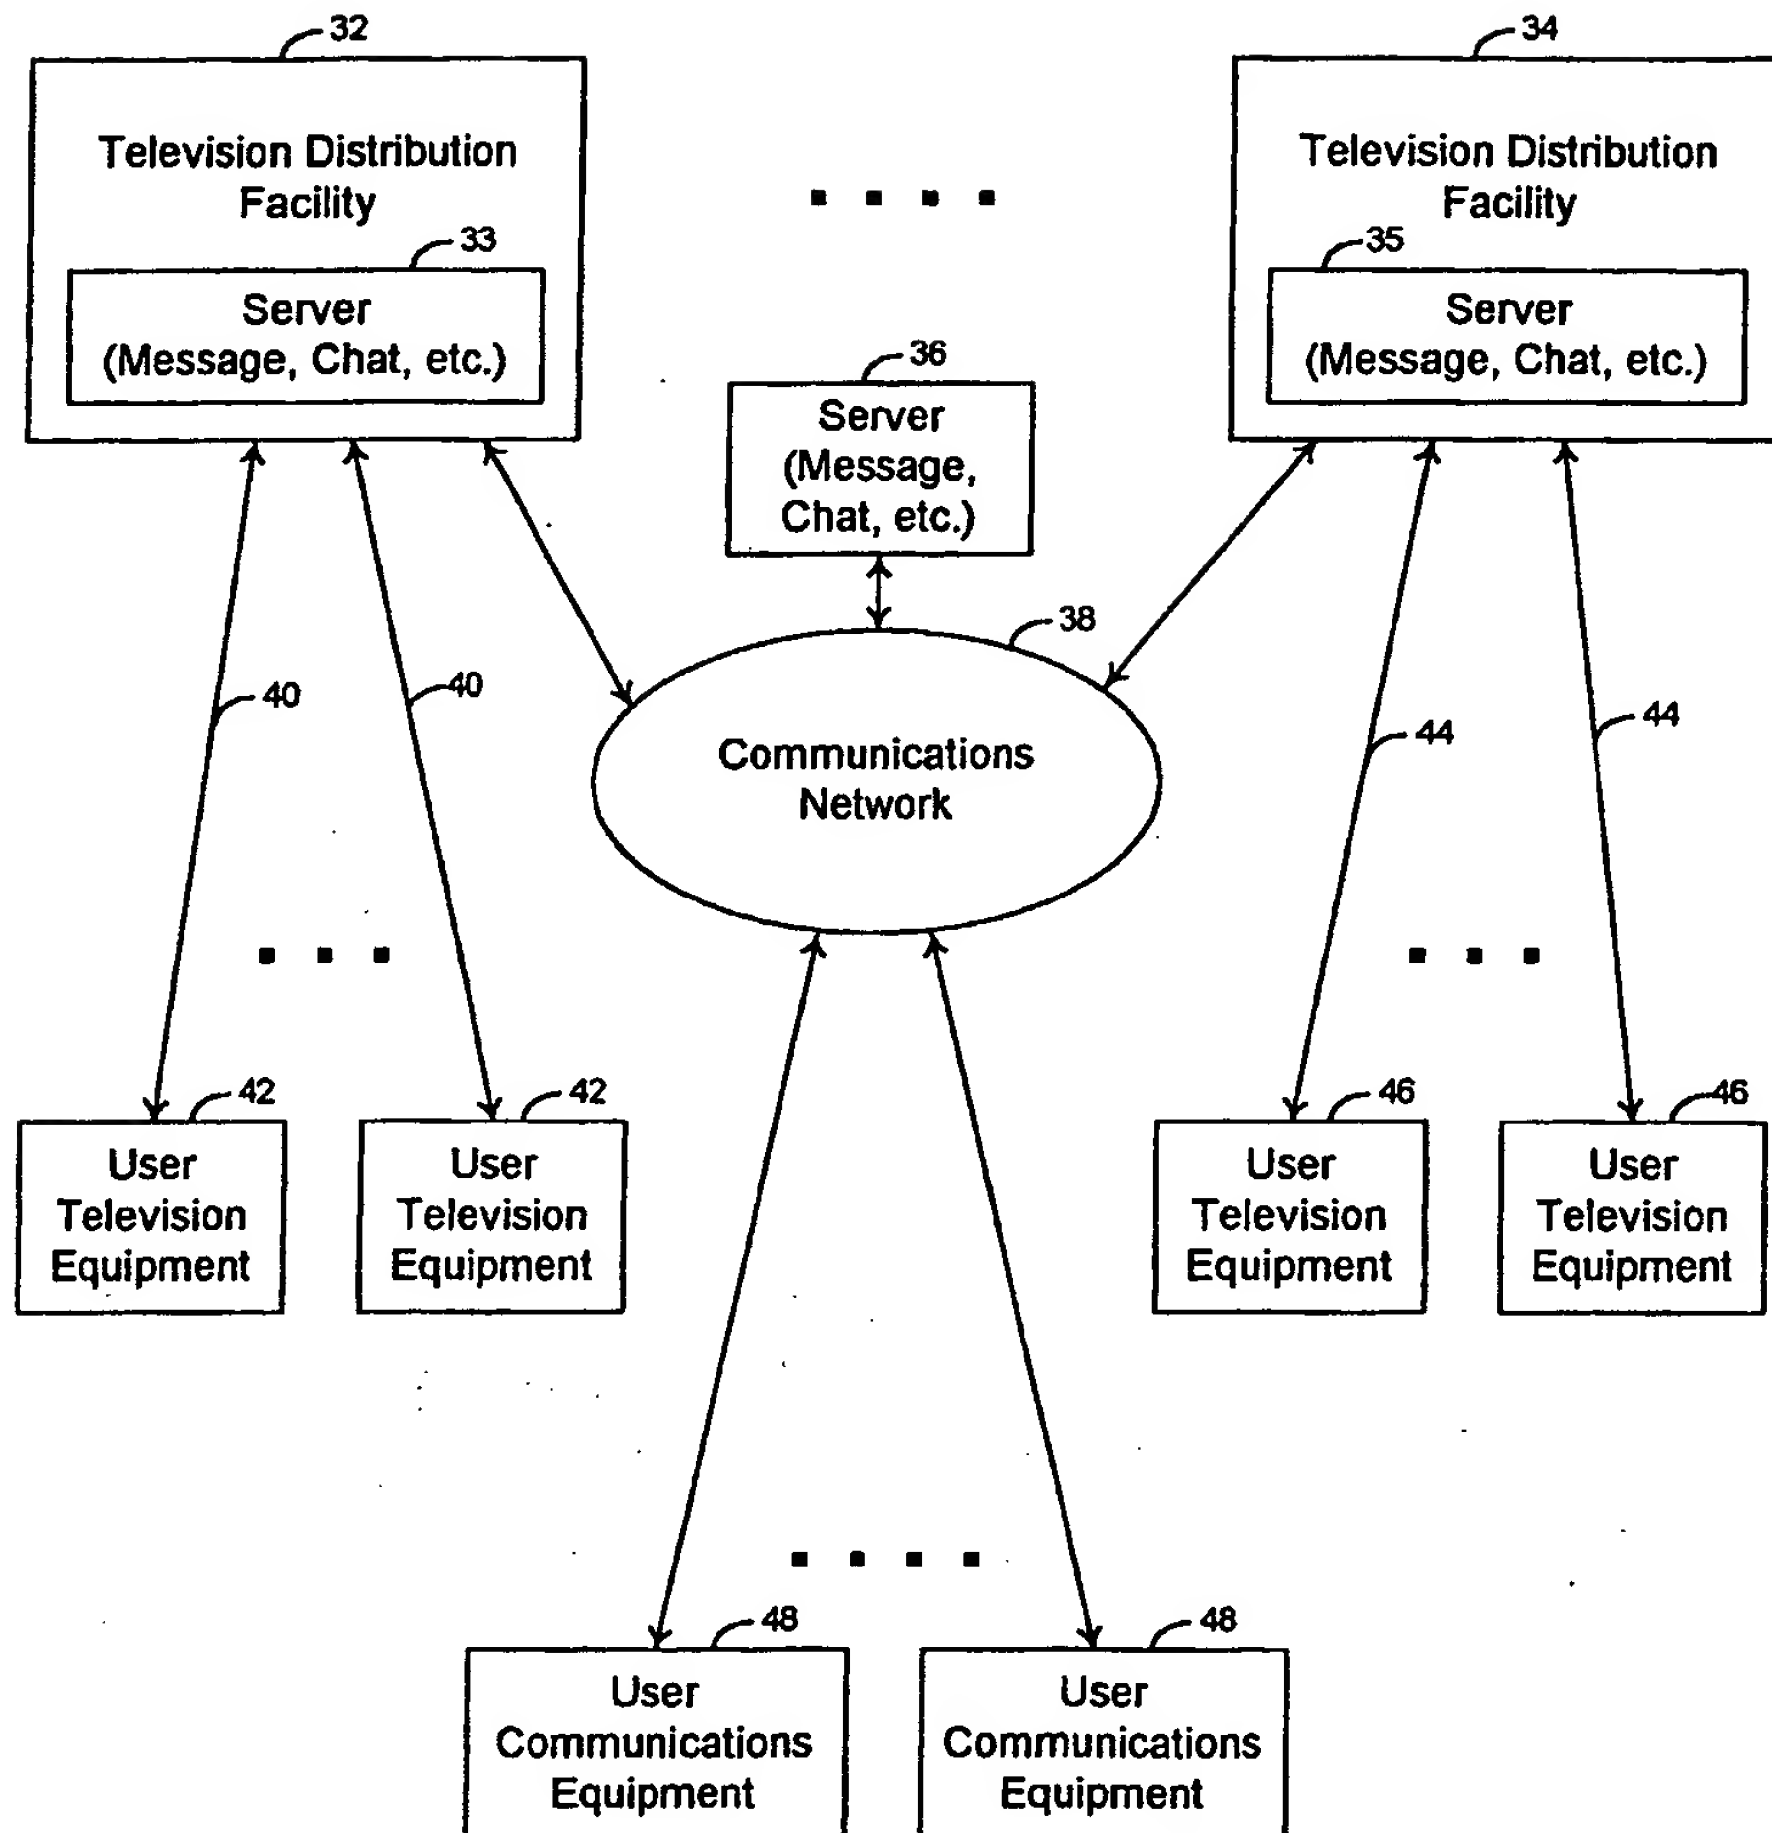 32
34
Television Distribution
Facility
Television Distribution
Facility
33
35
Server
(Message, Chat, etc.)
Server
(Message, Chat, etc.)
36
Server
(Message,
Chat, etc.)
38
40
40
44
44
Communications
Network
42
42
46
46
User
Television
Equipment
User
Television
Equipment
User
Television
Equipment
User
Television
Equipment
48
48
User
Communications
Equipment
User
Communications
Equipment